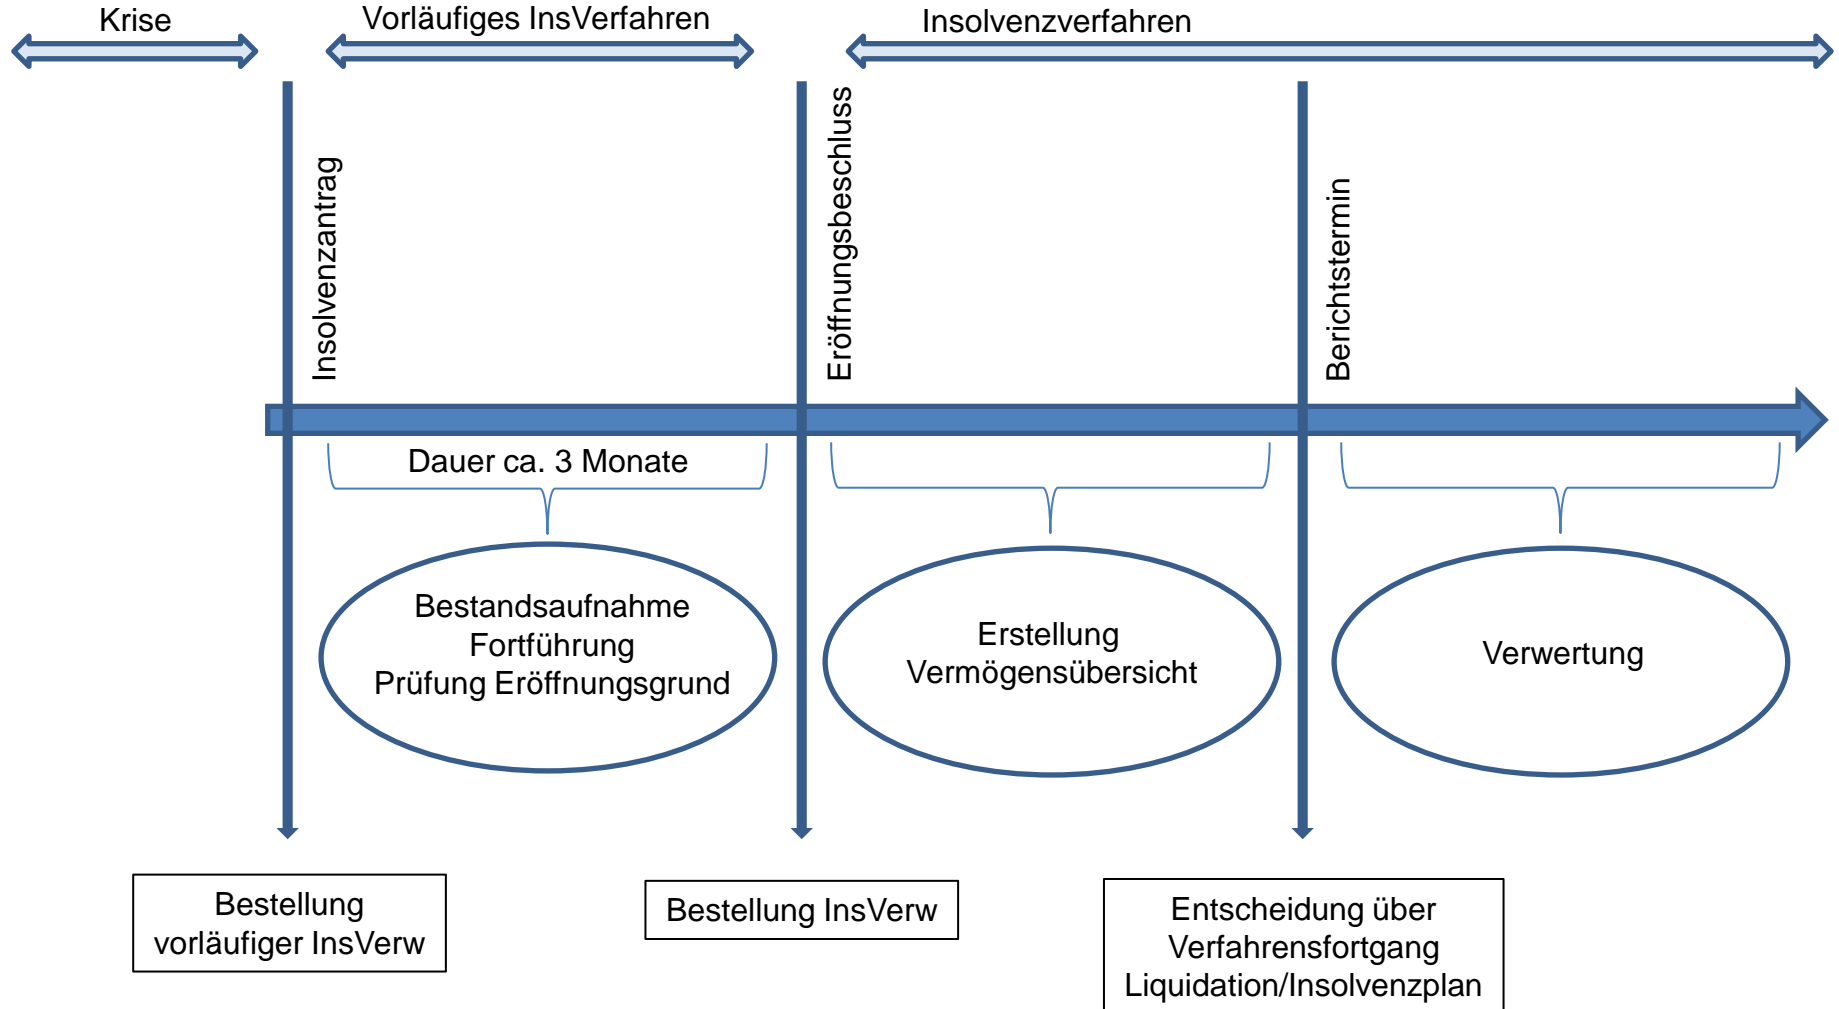 Krise
Vorläufiges InsVerfahren
Insolvenzverfahren
Insolvenzantrag
Eröffnungsbeschluss
Berichtstermin
Dauer ca. 3 Monate
Bestandsaufnahme
Fortführung
Prüfung Eröffnungsgrund
Erstellung
Vermögensübersicht
Verwertung
Bestellung
vorläufiger InsVerw
Bestellung InsVerw
Entscheidung über
Verfahrensfortgang
Liquidation/Insolvenzplan